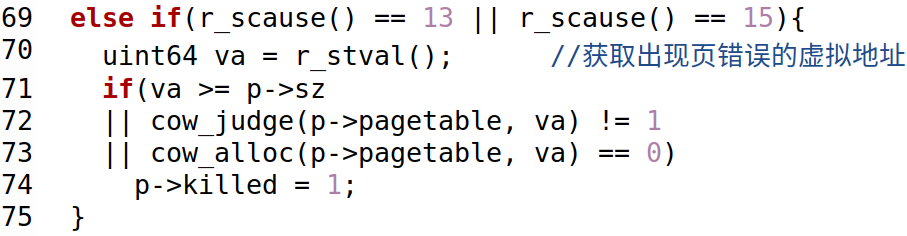 69 else if(r_scause() == 13 || r_scause() == 15){
70 uint64 va = r_stval(); //获取出现页错误的虚拟地址
71 if(va >= p->sz
72 || cow_judge(p->pagetable, va) != 1
73 || cow_alloc(p->pagetable, va) == 0)
74 p->killed = 1;
75 }